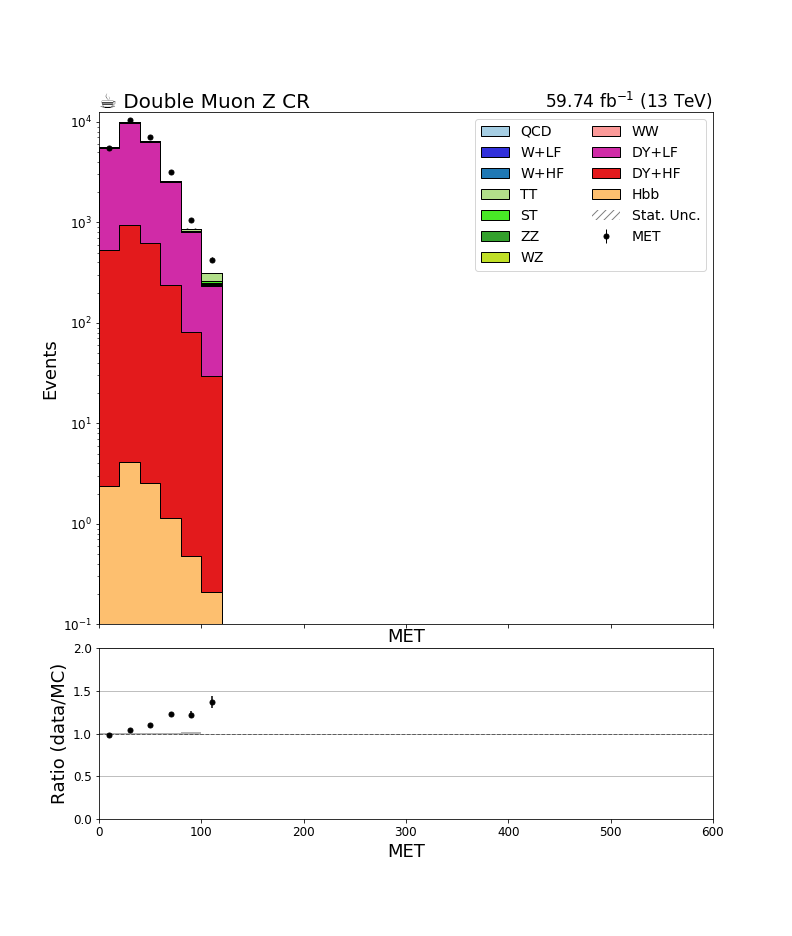 ☕ Double Muon Z CR
59.74 fb⁻¹ (13 TeV)
QCD
W+LF
W+HF
TT
ST
ZZ
WZ
WW
DY+LF
DY+HF
Hbb
Stat. Unc.
MET
Events
10⁴
10³
10²
10¹
10⁰
10⁻¹
MET
Ratio (data/MC)
2.0
1.5
1.0
0.5
0.0
0 100 200 300 400 500 600
MET